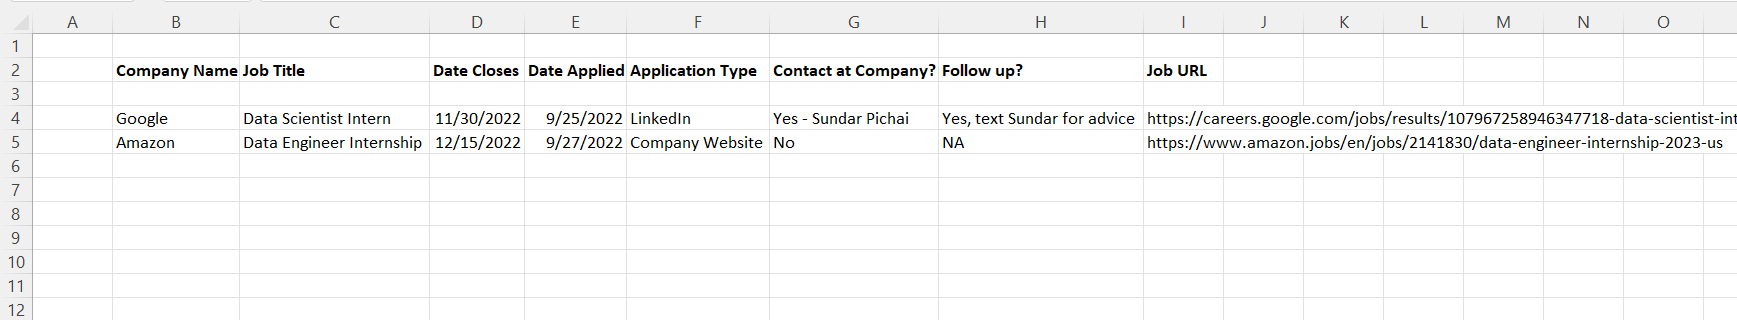 A B C D E F G H I J K L M N O
1
2 Company Name Job Title Date Closes Date Applied Application Type Contact at Company? Follow up? Job URL
3
4 Google Data Scientist Intern 11/30/2022 9/25/2022 LinkedIn Yes - Sundar Pichai Yes, text Sundar for advice https://careers.google.com/jobs/results/107967258946347718-data-scientist-int
5 Amazon Data Engineer Internship 12/15/2022 9/27/2022 Company Website No NA https://www.amazon.jobs/en/jobs/2141830/data-engineer-internship-2023-us
6
7
8
9
10
11
12